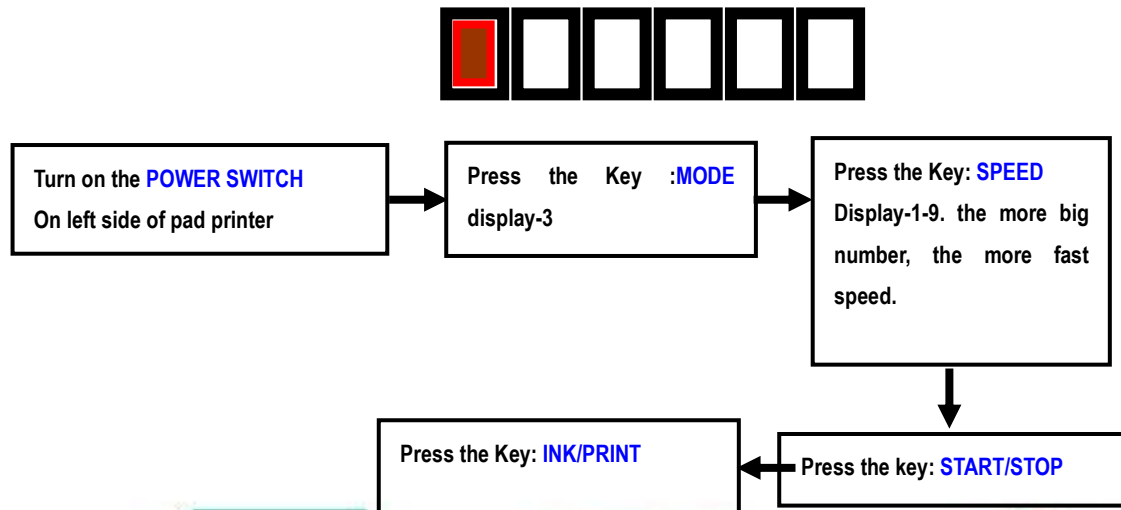 Turn on the POWER SWITCH
On left side of pad printer
Press the Key :MODE
display-3
Press the Key: SPEED
Display-1-9. the more big
number, the more fast
speed.
Press the key: START/STOP
Press the Key: INK/PRINT